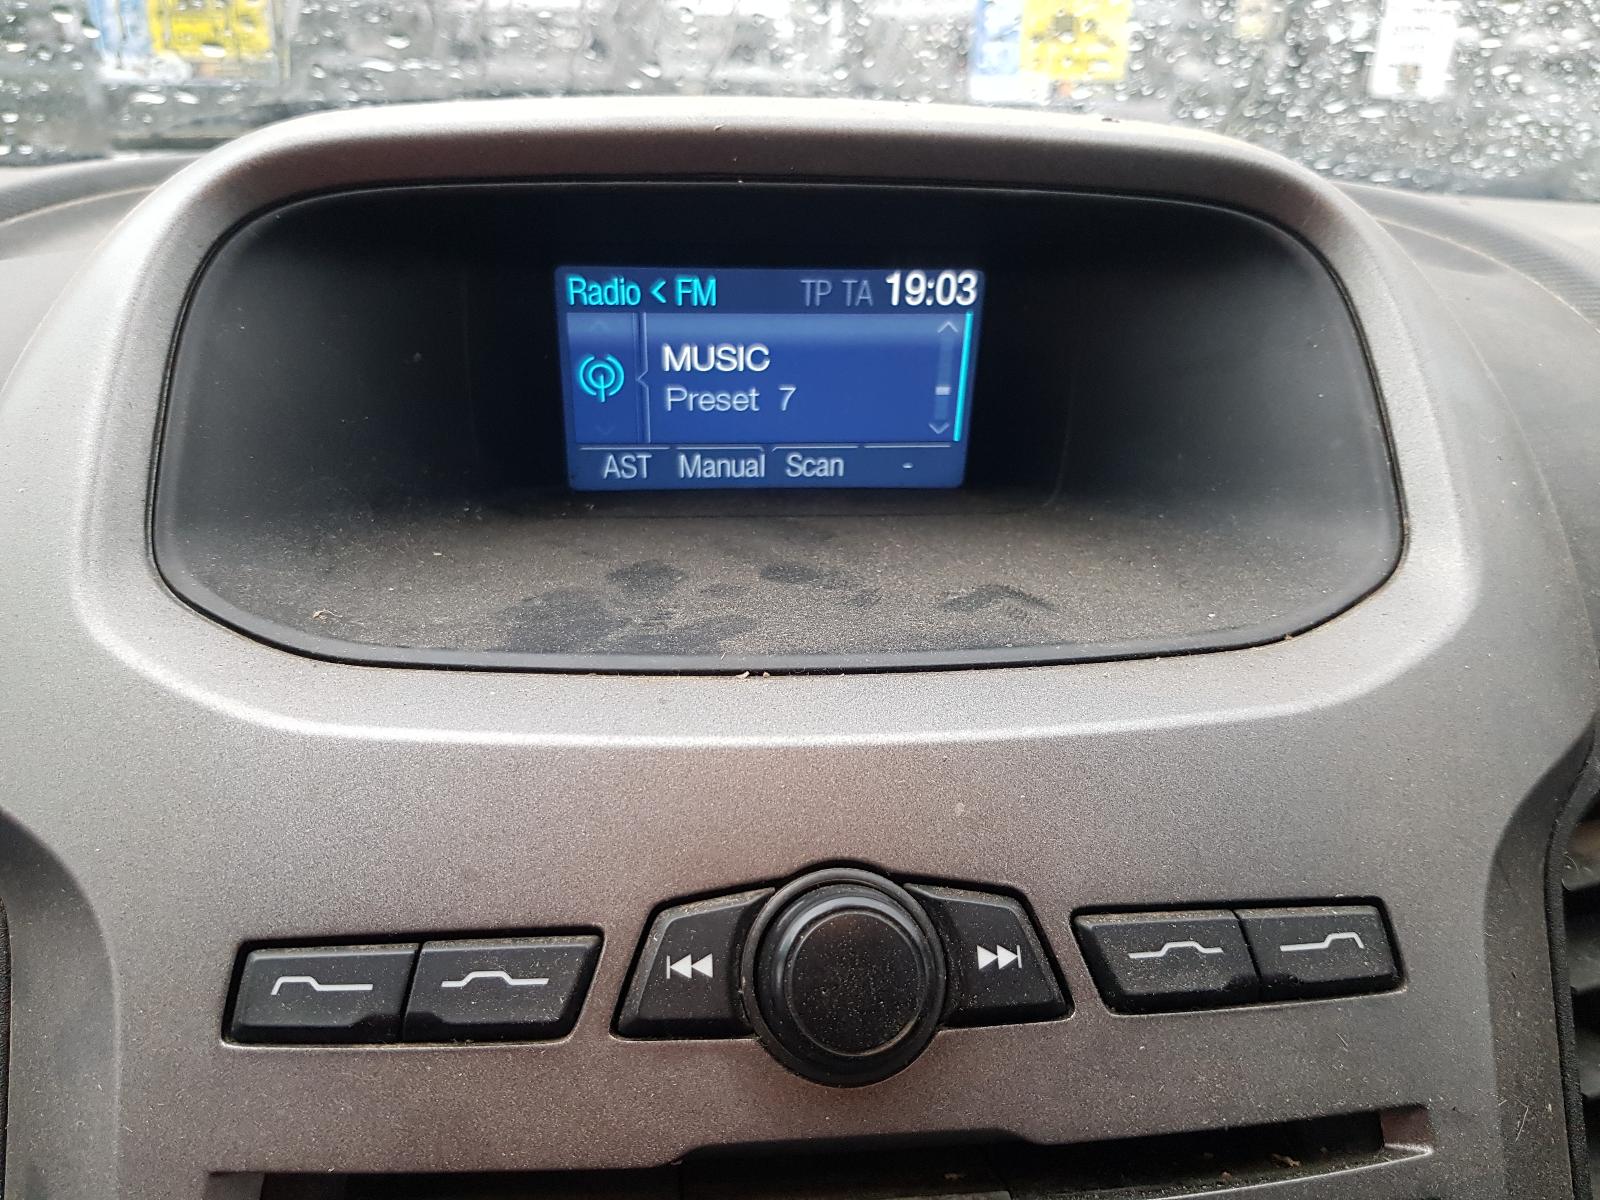 Radio < FM TP TA 19:03
MUSIC
Preset 7
AST Manual Scan -